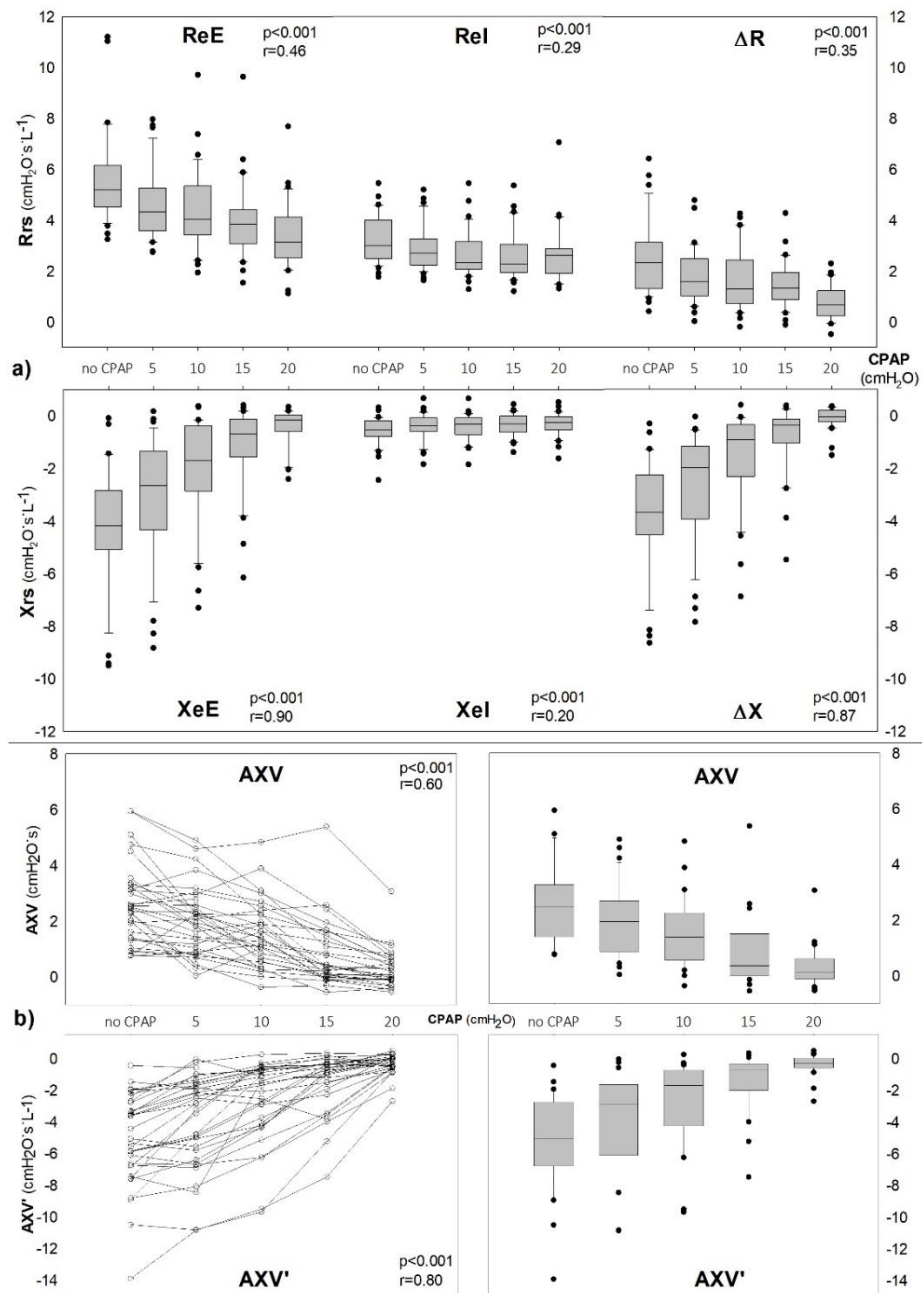 ReE
p<0.001
r=0.46
ReI
p<0.001
r=0.29
ΔR
p<0.001
r=0.35
12
10
8
6
4
2
0
Rrs (cmH2O·s·L-1)
12
10
8
6
4
2
0
a)
no CPAP 5 10 15 20
no CPAP 5 10 15 20
no CPAP 5 10 15 20
CPAP
(cmH2O)
0
-2
-4
-6
-8
-10
-12
Xrs (cmH2O·s·L-1)
0
-2
-4
-6
-8
-10
-12
XeE
p<0.001
r=0.90
XeI
p<0.001
r=0.20
ΔX
p<0.001
r=0.87
AXV
p<0.001
r=0.60
8
6
4
2
0
AXV (cmH2O·s)
AXV
8
6
4
2
0
b)
no CPAP 5 10 15 20
CPAP (cmH2O)
no CPAP 5 10 15 20
0
-2
-4
-6
-8
-10
-12
-14
AXV' (cmH2O·s·L-1)
AXV'
p<0.001
r=0.80
0
-2
-4
-6
-8
-10
-12
-14
AXV'